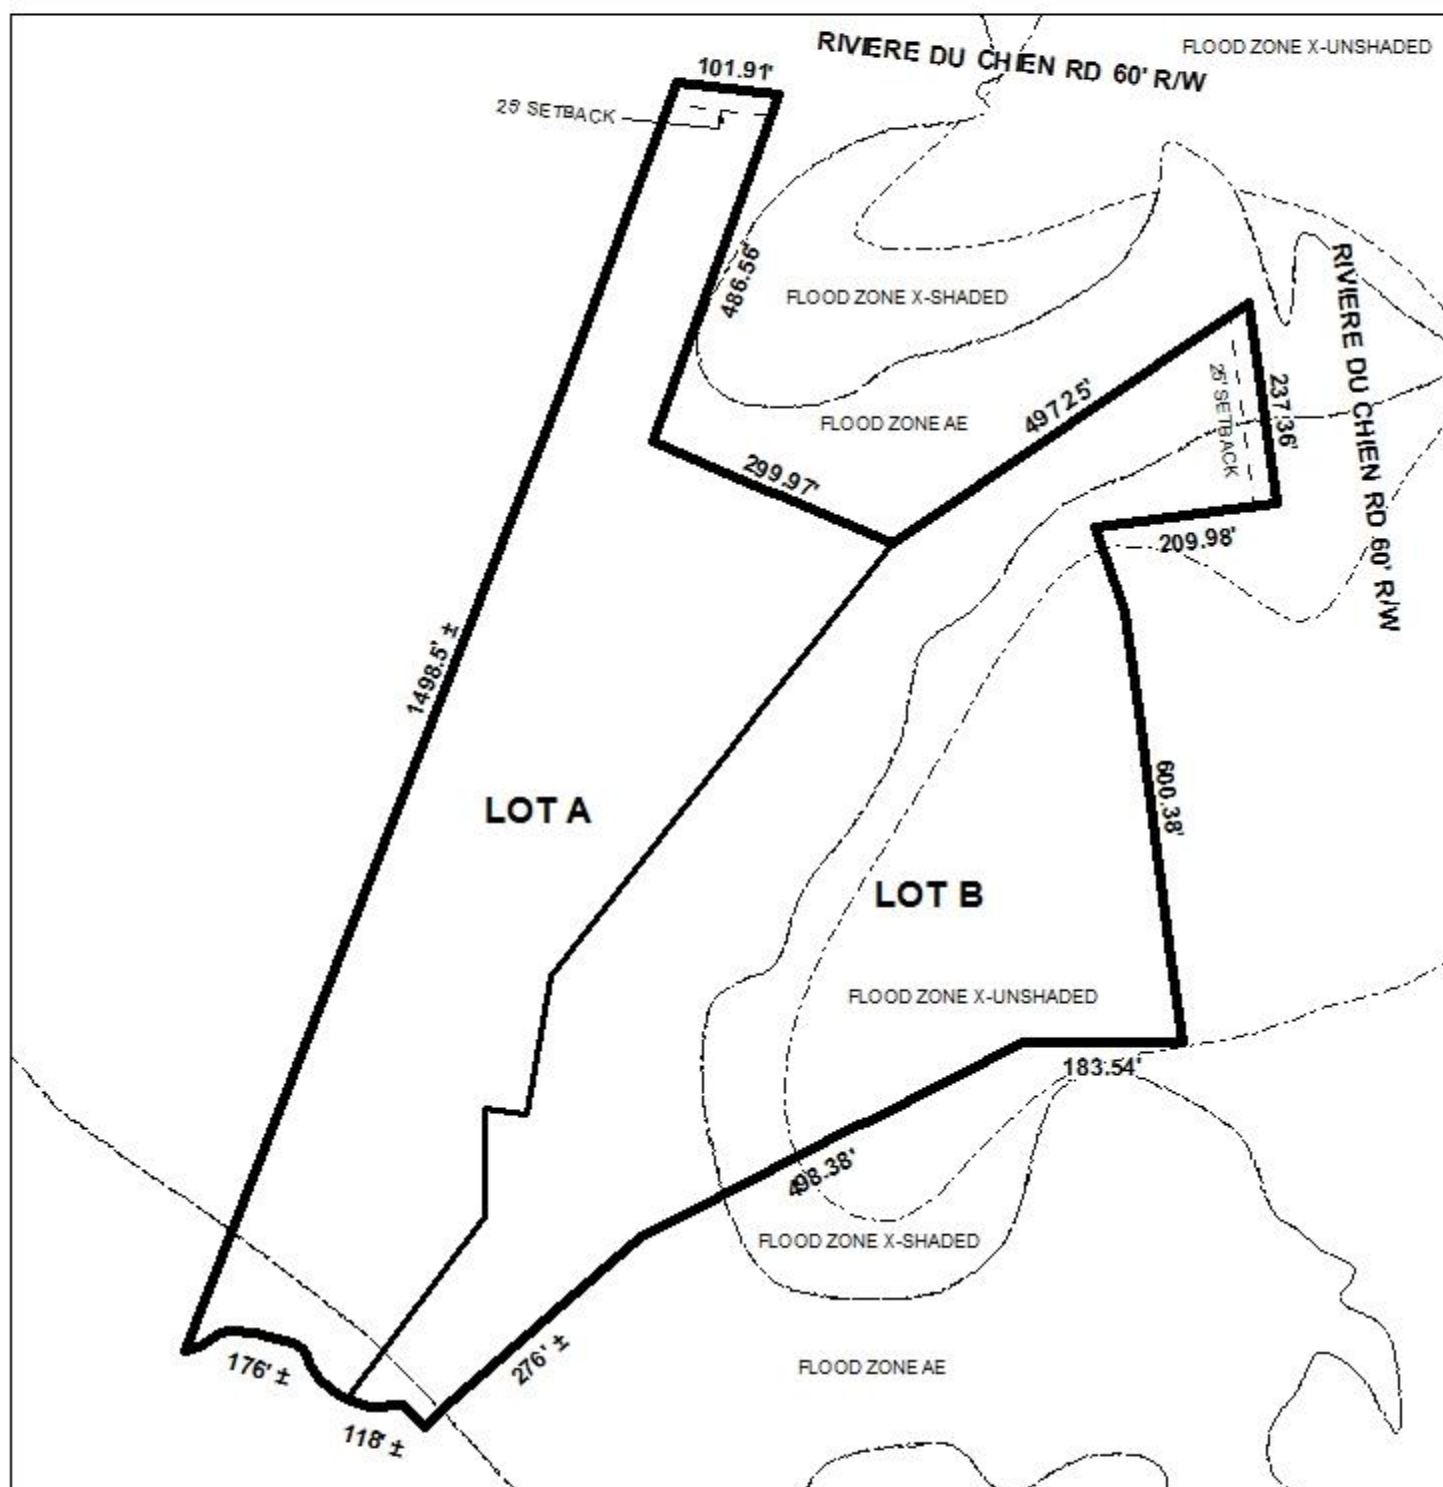 RIVIERE DU CHIEN RD 60' R/W
FLOOD ZONE X-UNSHADED
101.91'
25' SETBACK
486.56'
FLOOD ZONE X-SHADED
RIVIERE DU CHIEN RD 60' R/W
FLOOD ZONE AE
497.25'
25' SETBACK
237.36'
299.97'
209.98'
1498.5' ±
LOT A
600.38'
LOT B
FLOOD ZONE X-UNSHADED
183.54'
498.38'
FLOOD ZONE X-SHADED
276' ±
176' ±
FLOOD ZONE AE
118' ±